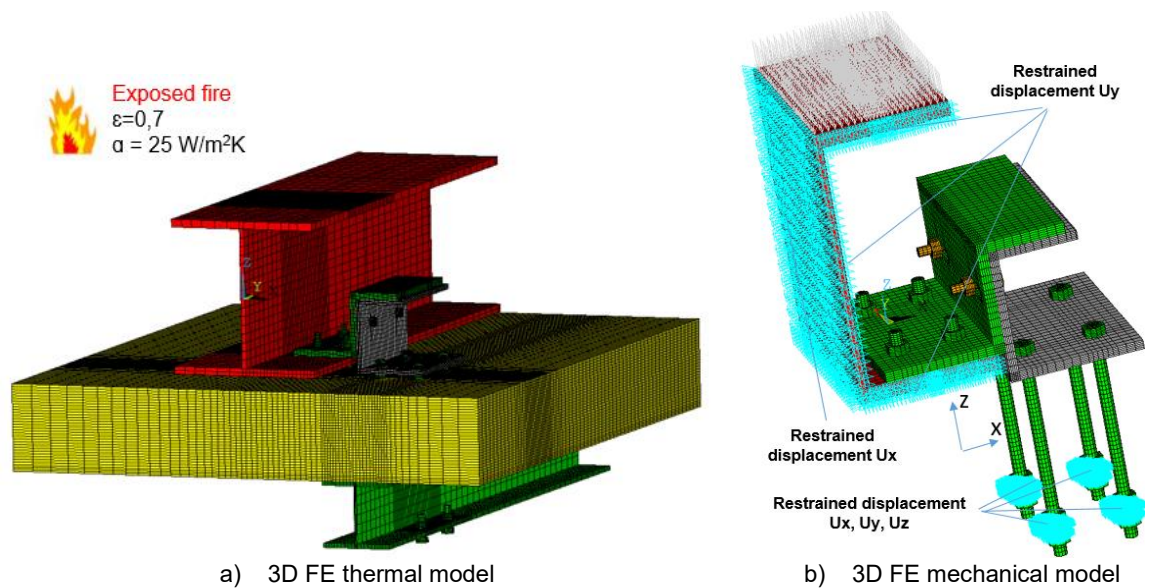 Exposed fire
ε=0,7
α = 25 W/m²K
Z
Y
a) 3D FE thermal model
Restrained
displacement Uy
Z
Y
Z
X
Restrained
displacement Ux
Restrained displacement
Ux, Uy, Uz
b) 3D FE mechanical model